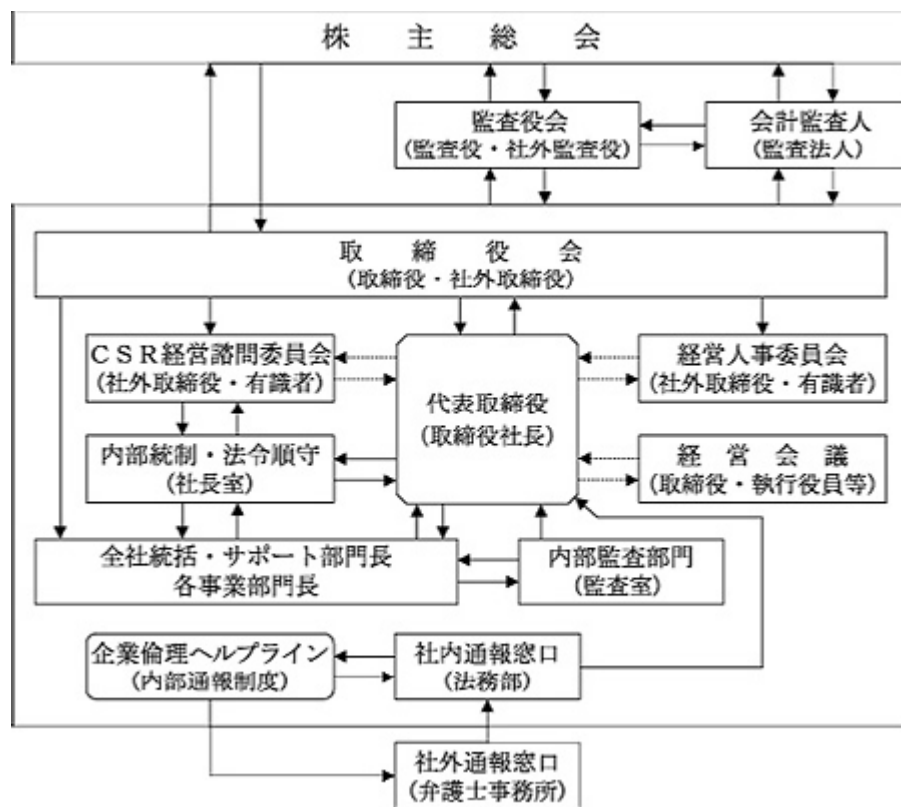 株主総会
監査役会
(監査役・社外監査役)
会計監査人
(監査法人)
取締役会
(取締役・社外取締役)
CSR経営諮問委員会
(社外取締役・有識者)
代表取締役
(取締役社長)
経営人事委員会
(社外取締役・有識者)
内部統制・法令順守
(社長室)
経営会議
(取締役・執行役員等)
全社統括・サポート部門長
各事業部門長
内部監査部門
(監査室)
企業倫理ヘルプライン
(内部通報制度)
社内通報窓口
(法務部)
社外通報窓口
(弁護士事務所)